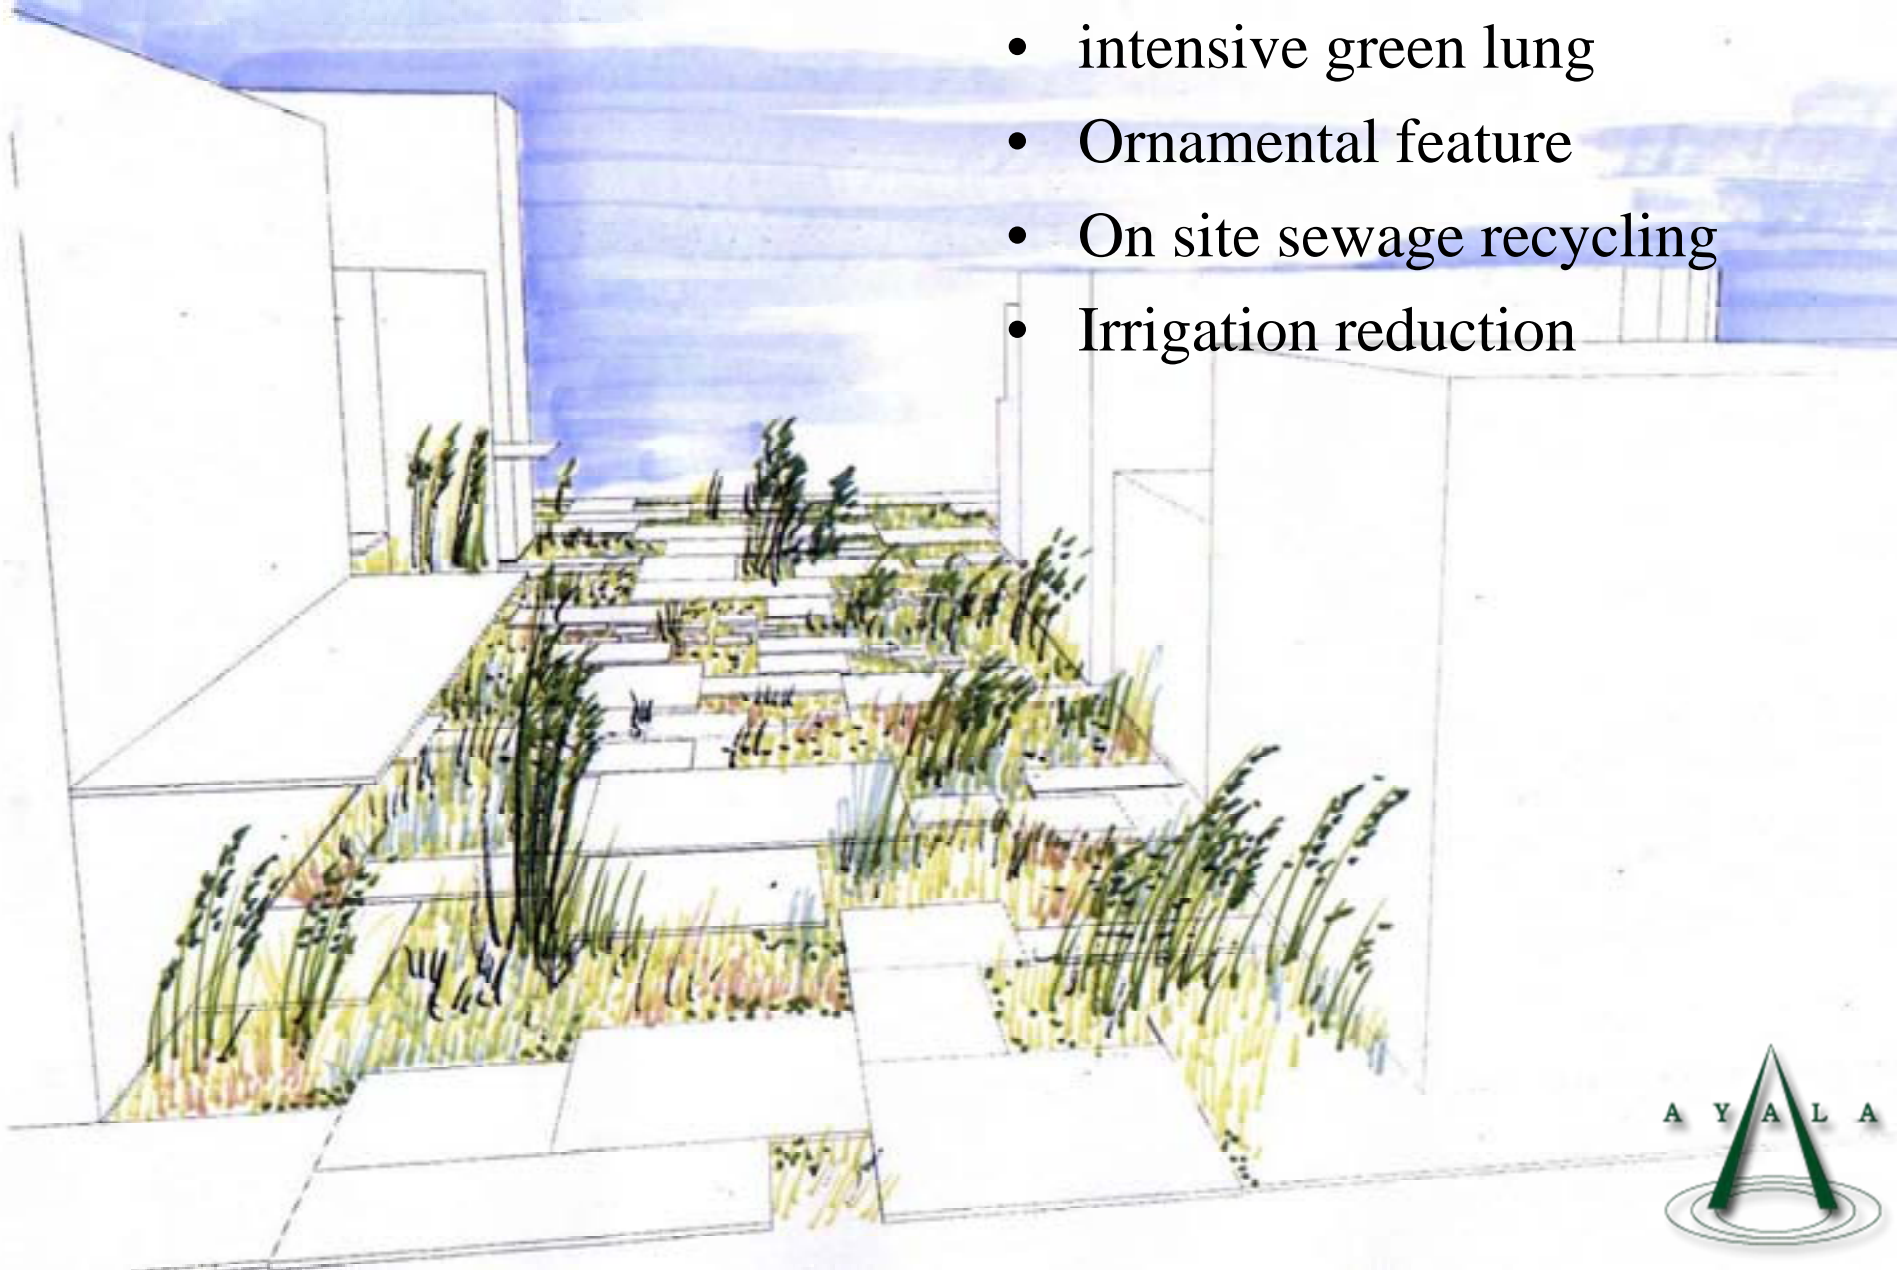 • intensive green lung
• Ornamental feature
• On site sewage recycling
• Irrigation reduction
A Y A L A